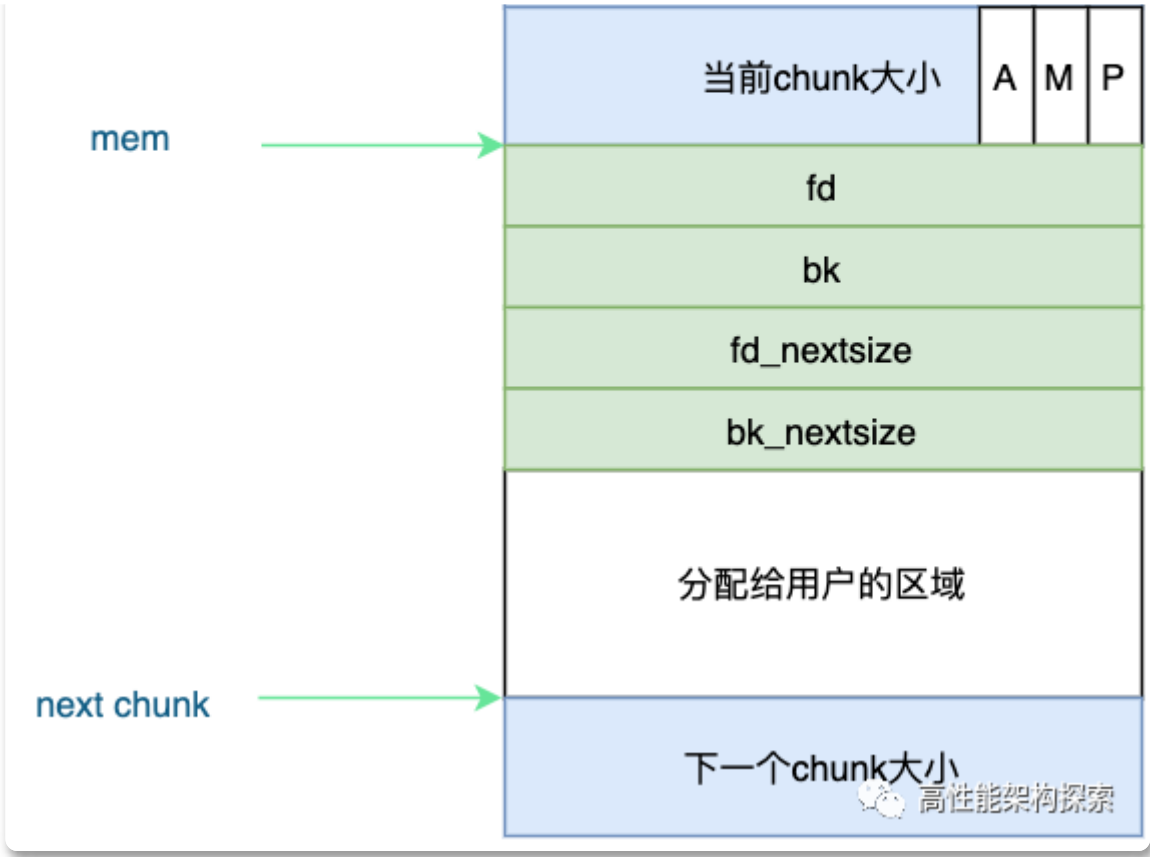 当前chunk大小 A M P
mem
fd
bk
fd_nextsize
bk_nextsize
分配给用户的区域
next chunk
下一个chunk大小
高性能架构探索